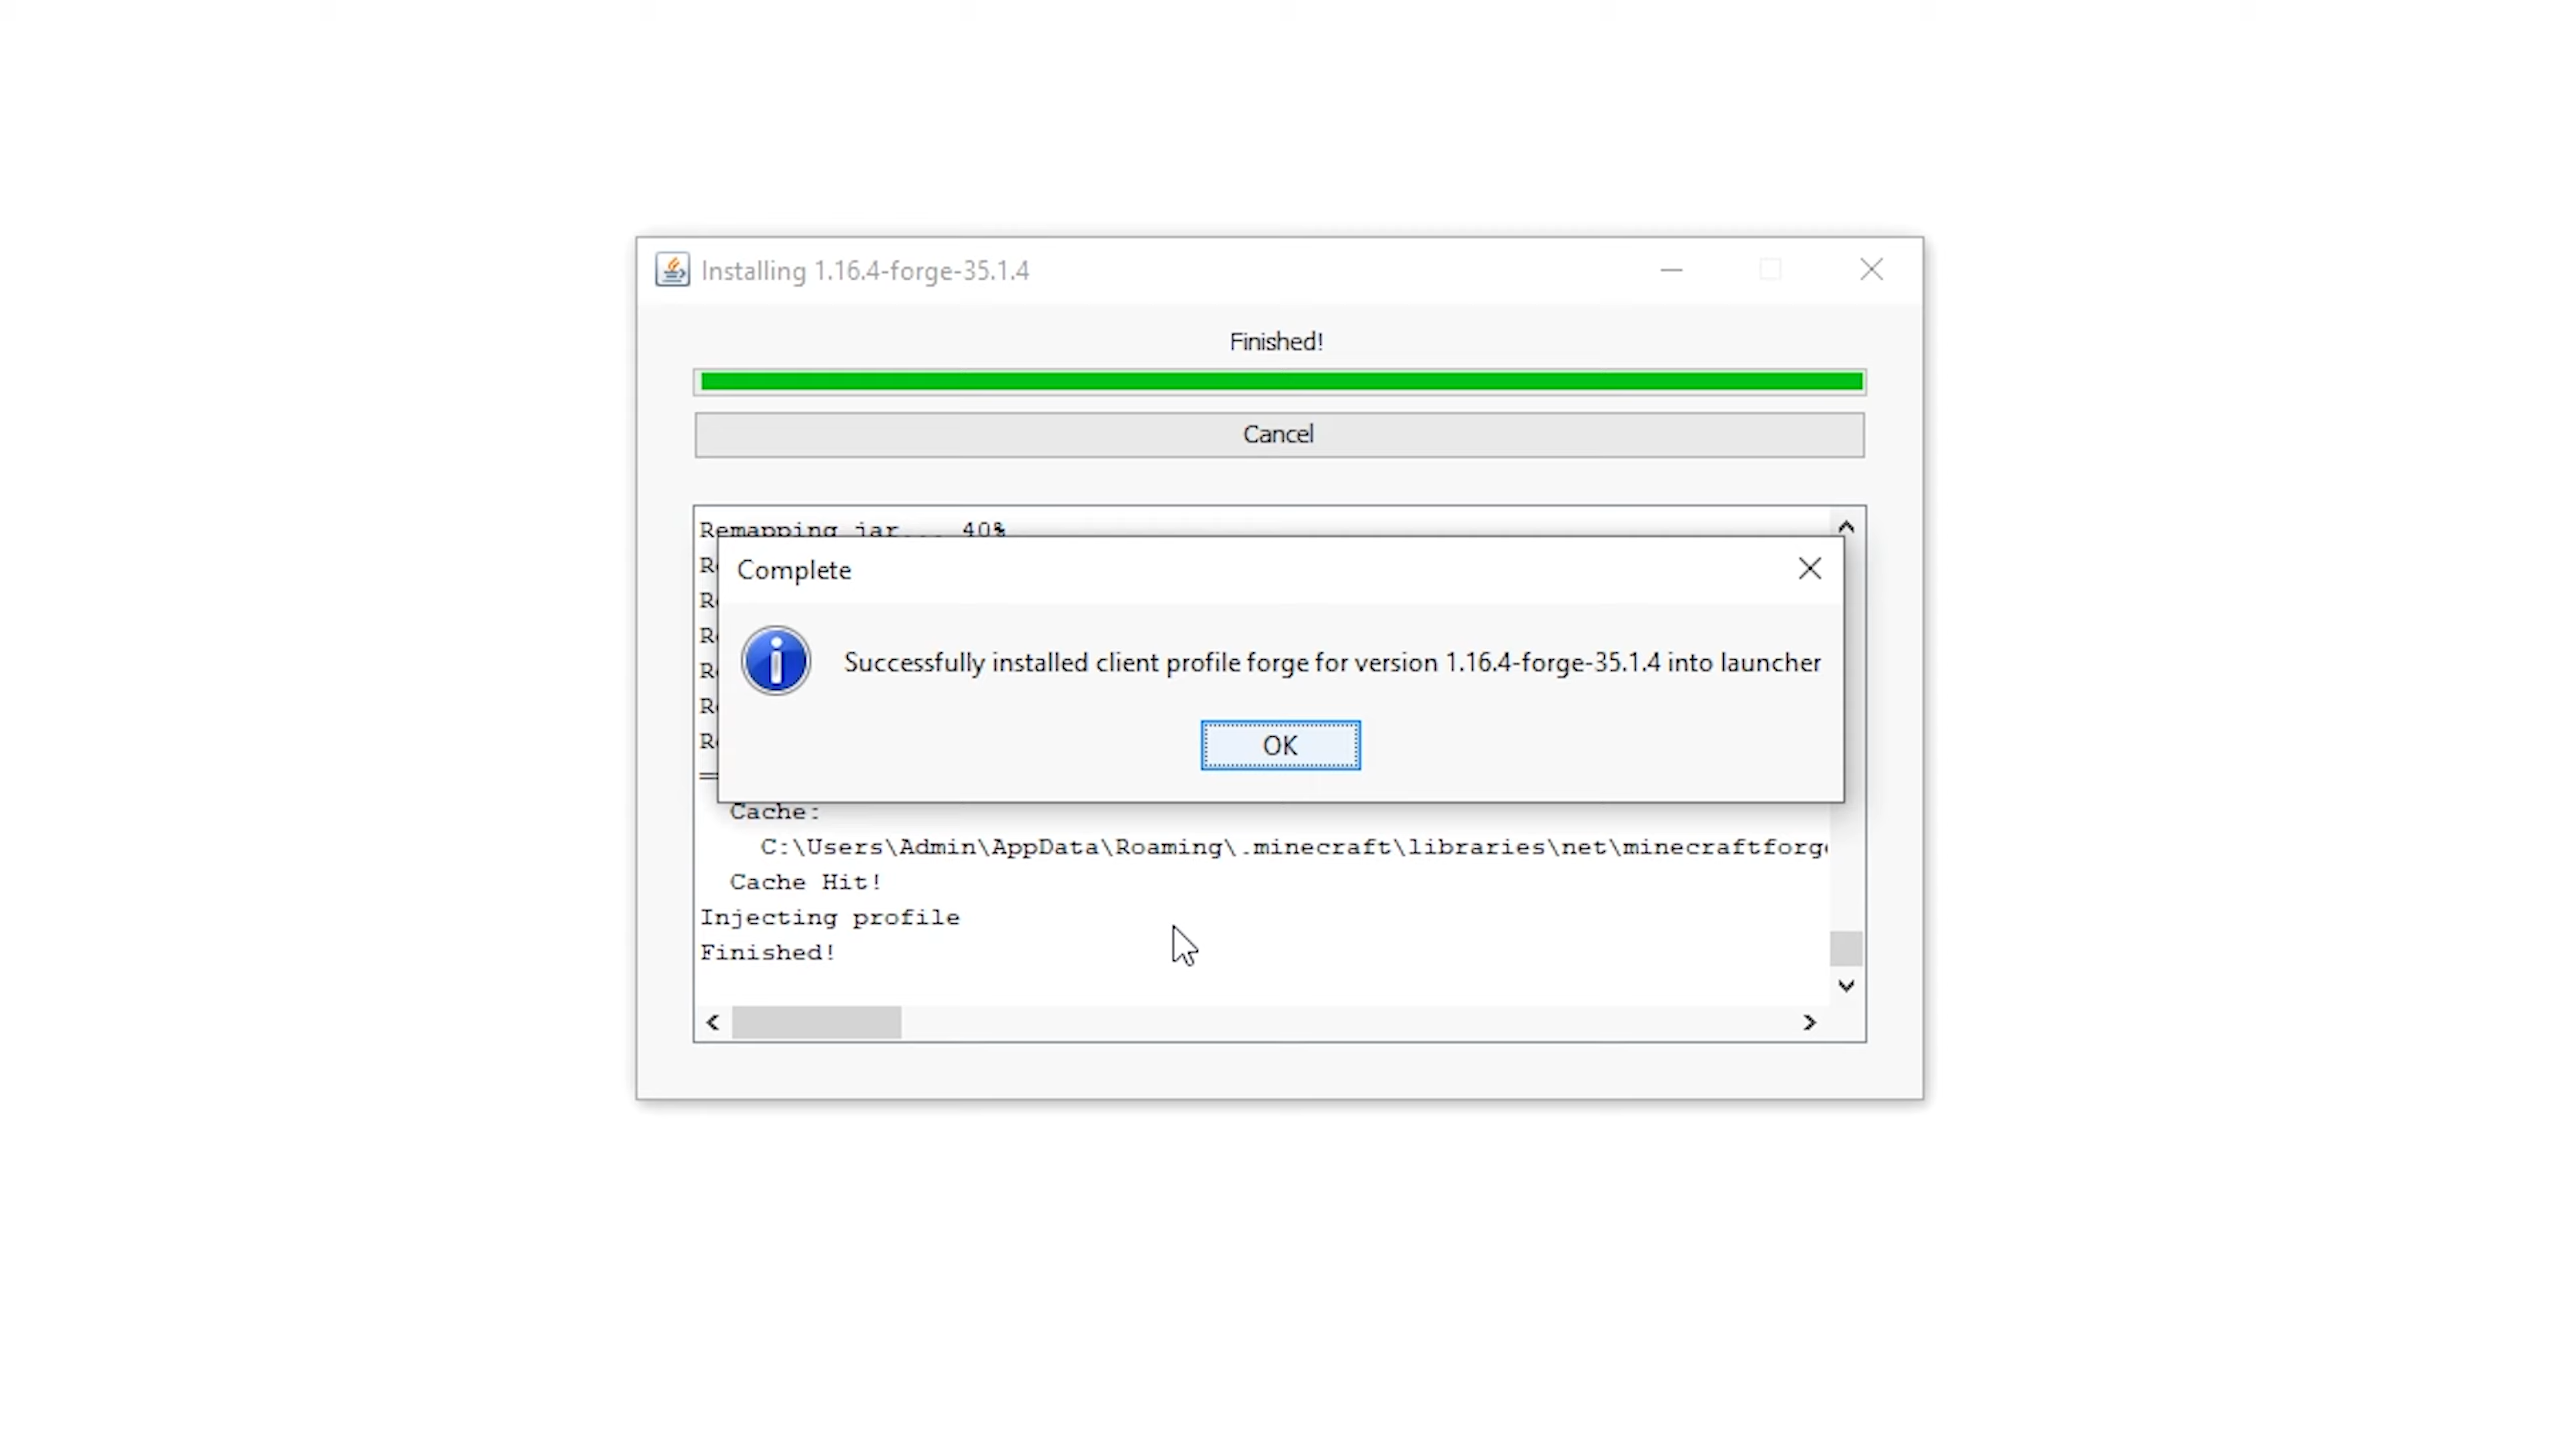 Installing 1.16.4-forge-35.1.4
Finished!
Cancel
Remapping jar... 40%
Complete
Successfully installed client profile forge for version 1.16.4-forge-35.1.4 into launcher
OK
Cache:
C:\Users\Admin\AppData\Roaming\.minecraft\libraries\net\minecraftforge
Cache Hit!
Injecting profile
Finished!